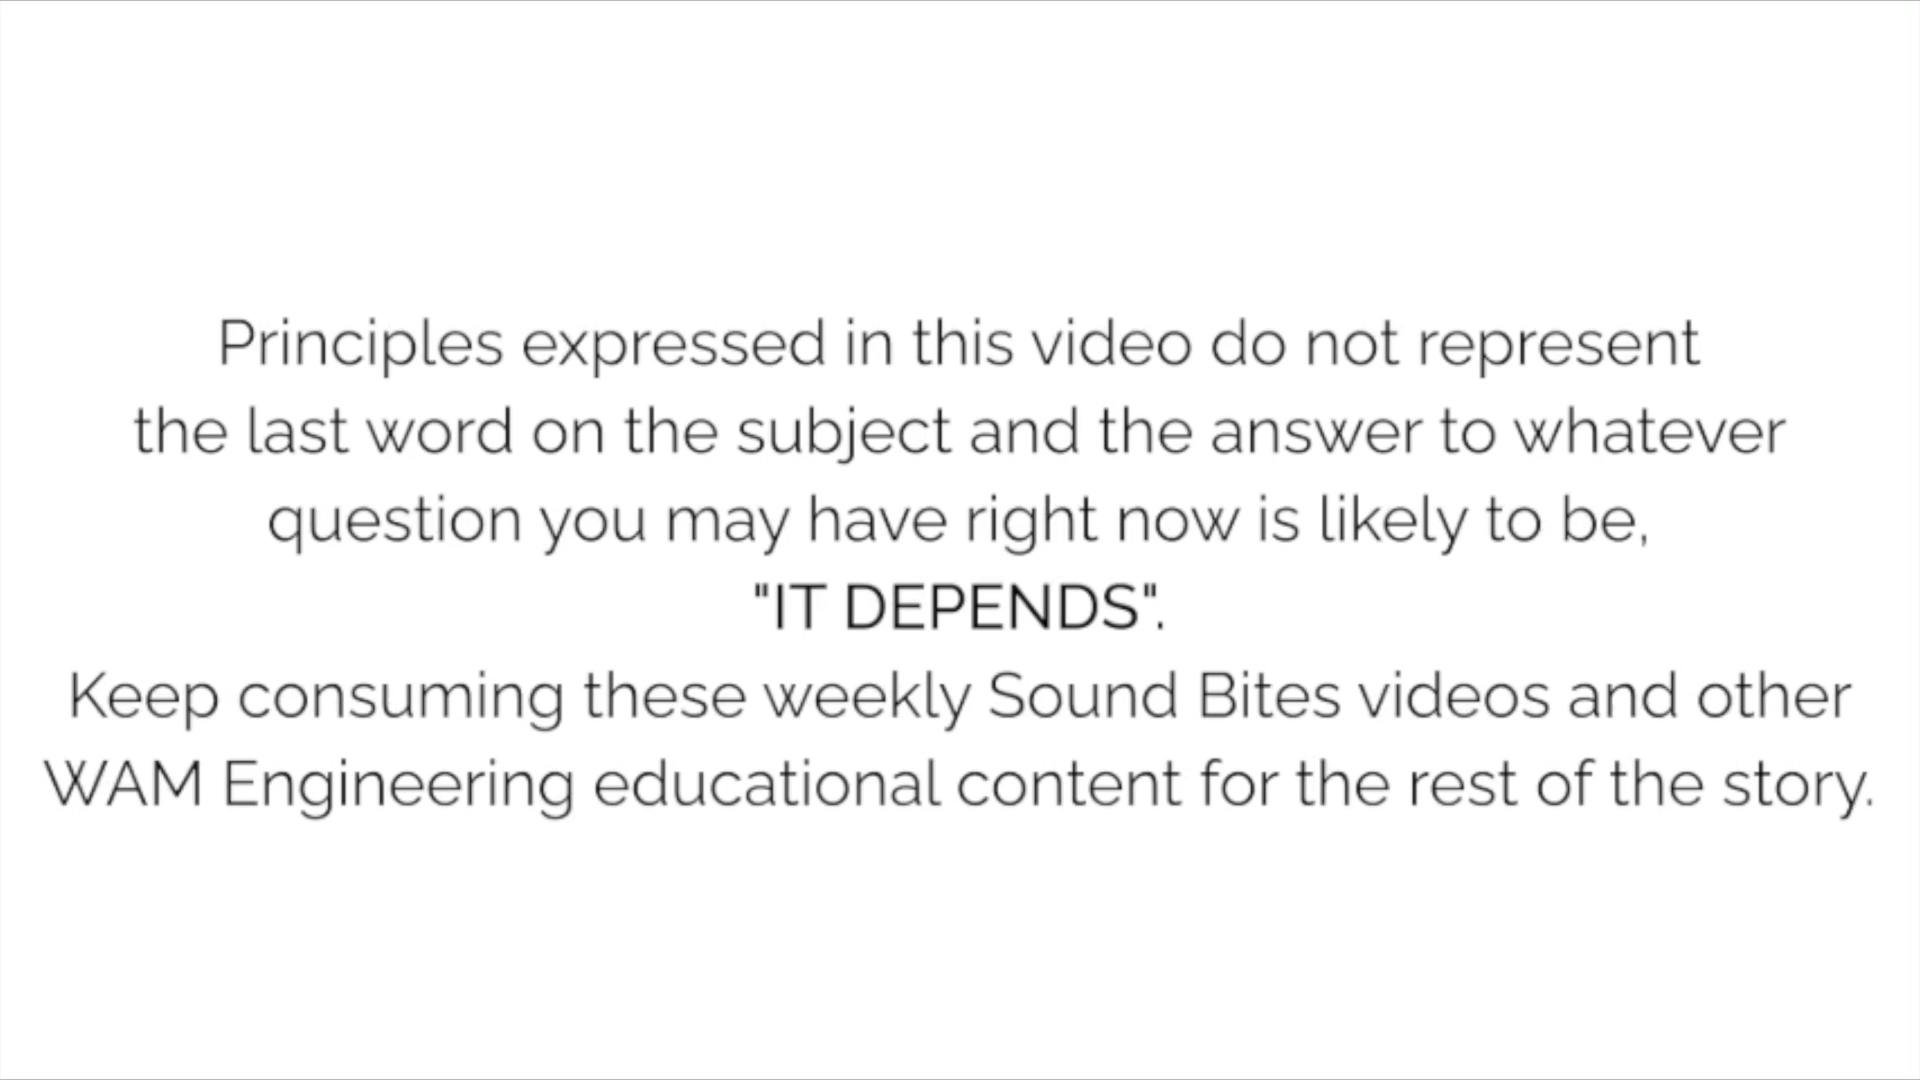 Principles expressed in this video do not represent
the last word on the subject and the answer to whatever
question you may have right now is likely to be,
"IT DEPENDS".
Keep consuming these weekly Sound Bites videos and other
WAM Engineering educational content for the rest of the story.